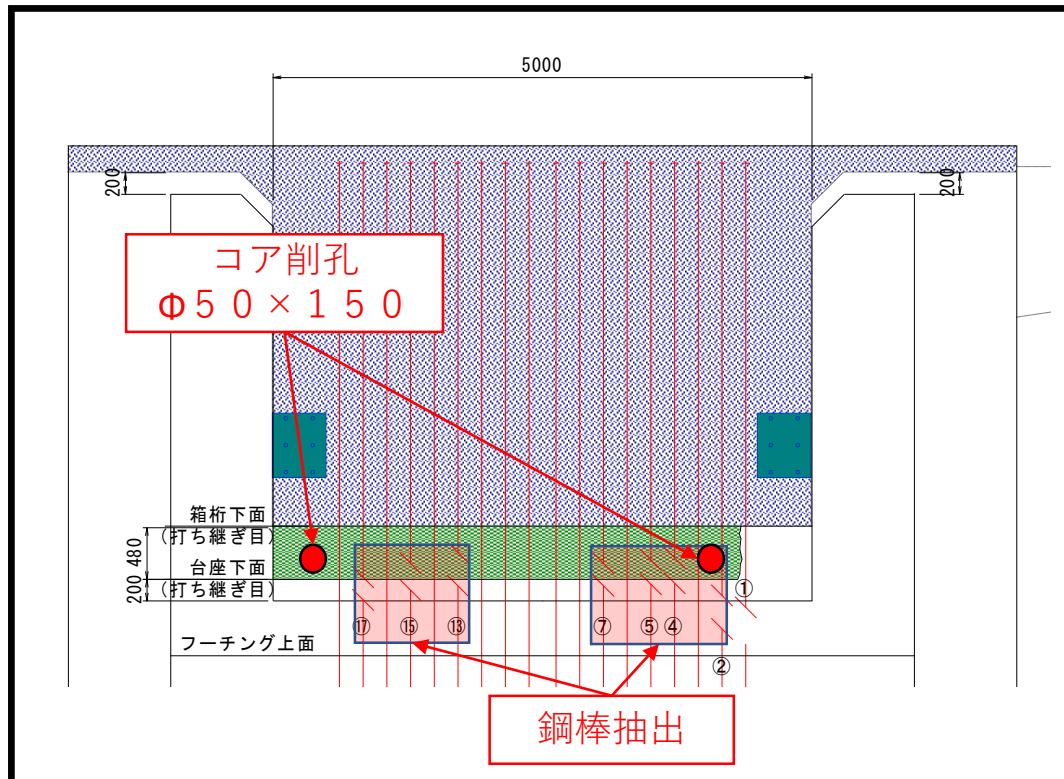 5000
200
200
コア削孔
Φ５０×１５０
箱桁下面
(打ち継ぎ目)
480
台座下面
(打ち継ぎ目)
200
①
⑰
⑮
⑬
⑦
⑤
④
フーチング上面
②
鋼棒抽出